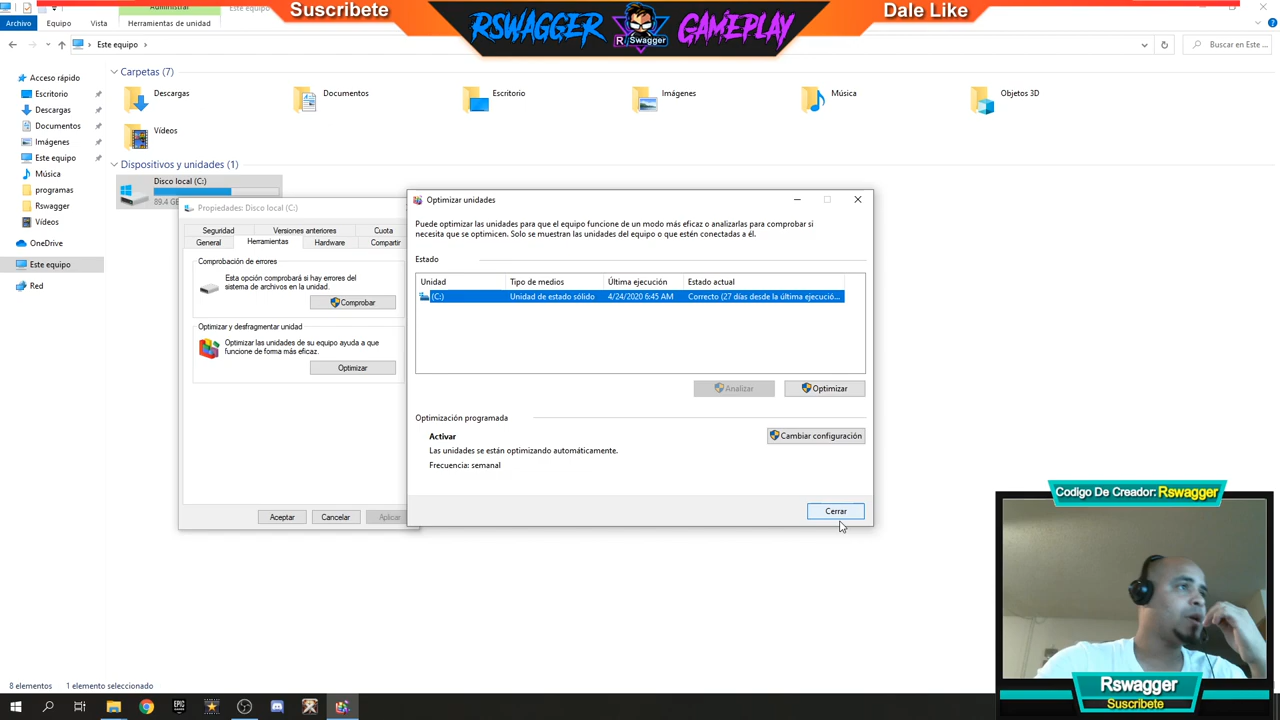 Suscribete
RSWAGGER
R Swagger
GAMEPLAY
Dale Like
Archivo
Equipo
Vista
Herramientas de unidad
Este equipo
Buscar en Este ...
Acceso rápido
Escritorio
Descargas
Documentos
Imágenes
Este equipo
Música
programas
Rswagger
Vídeos
OneDrive
Este equipo
Red
Carpetas (7)
Descargas
Documentos
Escritorio
Imágenes
Música
Objetos 3D
Vídeos
Dispositivos y unidades (1)
Disco local (C:)
89.4 G
Propiedades: Disco local (C:)
Seguridad
Versiones anteriores
Cuota
General
Herramientas
Hardware
Compartir
Comprobación de errores
Esta opción comprobará si hay errores del
sistema de archivos en la unidad.
Comprobar
Optimizar y desfragmentar unidad
Optimizar las unidades de su equipo ayuda a que
funcione de forma más eficaz.
Optimizar
Aceptar
Cancelar
Aplicar
Optimizar unidades
Puede optimizar las unidades para que el equipo funcione de un modo más eficaz o analizarlas para comprobar si
necesita que se optimicen. Solo se muestran las unidades del equipo o que estén conectadas a él.
Estado
Unidad
Tipo de medios
Última ejecución
Estado actual
(C:)
Unidad de estado sólido
4/24/2020 6:45 AM
Correcto (27 días desde la última ejecució...
Analizar
Optimizar
Optimización programada
Activar
Las unidades se están optimizando automáticamente.
Frecuencia: semanal
Cambiar configuración
Cerrar
Codigo De Creador: Rswagger
Rswagger
Suscribete
8 elementos
1 elemento seleccionado
EPIC